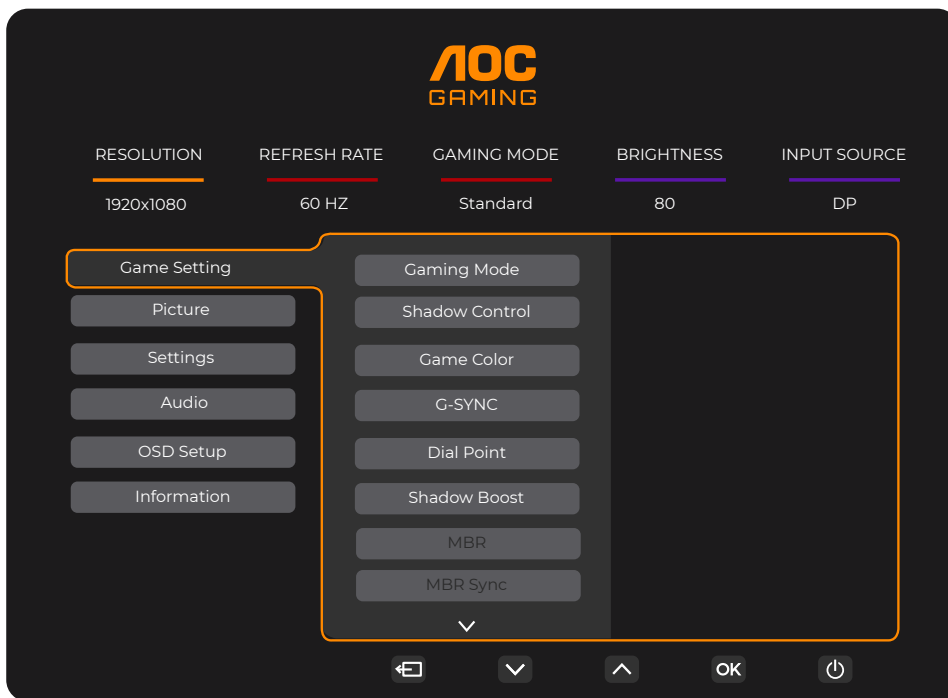 AOC
GAMING
RESOLUTION REFRESH RATE GAMING MODE BRIGHTNESS INPUT SOURCE
1920x1080 60 HZ Standard 80 DP
Game Setting
Picture
Settings
Audio
OSD Setup
Information
Gaming Mode
Shadow Control
Game Color
G-SYNC
Dial Point
Shadow Boost
MBR
MBR Sync
OK